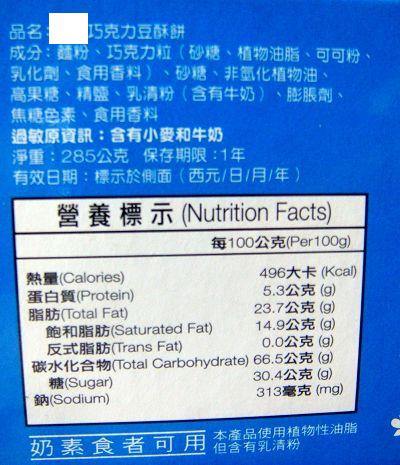 品名： 巧克力豆酥餅
成分：麵粉、巧克力粒（砂糖、植物油脂、可可粉、
乳化劑、食用香料）、砂糖、非氫化植物油、
高果糖、精鹽、乳清粉（含有牛奶）、膨脹劑、
焦糖色素、食用香料
過敏原資訊：含有小麥和牛奶
淨重：285公克 保存期限：1年
有效日期：標示於側面（西元/日/月/年）
營養標示(Nutrition Facts)
每100公克(Per100g)
熱量(Calories) 496大卡 (Kcal)
蛋白質(Protein) 5.3公克 (g)
脂肪(Total Fat) 23.7公克 (g)
飽和脂肪(Saturated Fat) 14.9公克 (g)
反式脂肪(Trans Fat) 0.0公克 (g)
碳水化合物(Total Carbohydrate) 66.5公克 (g)
糖(Sugar) 30.4公克 (g)
鈉(Sodium) 313毫克 (mg)
奶素食者可用 本產品使用植物性油脂
但含有乳清粉